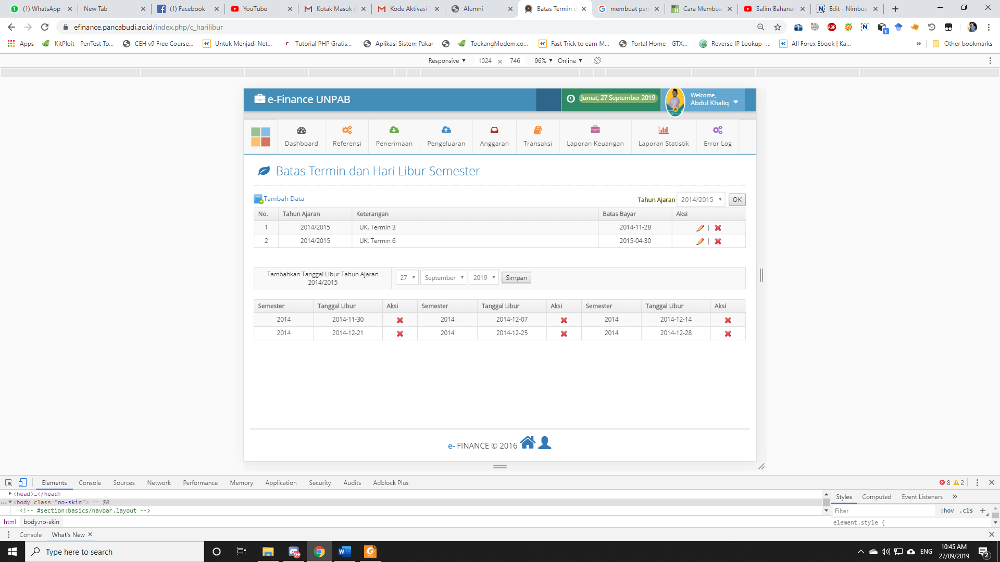 (1) WhatsApp
New Tab
(1) Facebook
YouTube
Kotak Masuk (
Kode Aktivasi
Alumni
Batas Termin d
membuat pan
Cara Membua
Salim Bahanan
Edit - Nimbus
efinance.pancabudi.ac.id/index.php/c_harilibur
Apps
KitPloit - PenTest To...
CEH v9 Free Course...
Untuk Menjadi Net...
Tutorial PHP Gratis...
Aplikasi Sistem Pakar
ToekangModem.co...
Fast Trick to earn M...
Portal Home - GTX...
Reverse IP Lookup -...
All Forex Ebook | Ka...
»
Other bookmarks
Responsive ▼ 1024 x 746 96% ▼ Online ▼
e-Finance UNPAB
Jumat, 27 September 2019
Welcome,
Abdul Khaliq
Dashboard
Referensi
Penerimaan
Pengeluaran
Anggaran
Transaksi
Laporan Keuangan
Laporan Statistik
Error Log
Batas Termin dan Hari Libur Semester
Tambah Data
Tahun Ajaran 2014/2015 OK
No. Tahun Ajaran Keterangan Batas Bayar Aksi
1 2014/2015 UK. Termin 3 2014-11-28 |
2 2014/2015 UK. Termin 6 2015-04-30 |
Tambahkan Tanggal Libur Tahun Ajaran
2014/2015
27 September 2019 Simpan
Semester Tanggal Libur Aksi Semester Tanggal Libur Aksi Semester Tanggal Libur Aksi
2014 2014-11-30 2014 2014-12-07 2014 2014-12-14
2014 2014-12-21 2014 2014-12-25 2014 2014-12-28
e- FINANCE © 2016
Elements Console Sources Network Performance Memory Application Security Audits Adblock Plus
8 2
<head>…</head>
<body class="no-skin"> == $0
<!-- #section:basics/navbar.layout -->
html body.no-skin
Styles Computed Event Listeners »
Filter :hov .cls +
element.style {
Console What's New ×
Type here to search
ENG
10:45 AM
27/09/2019
2